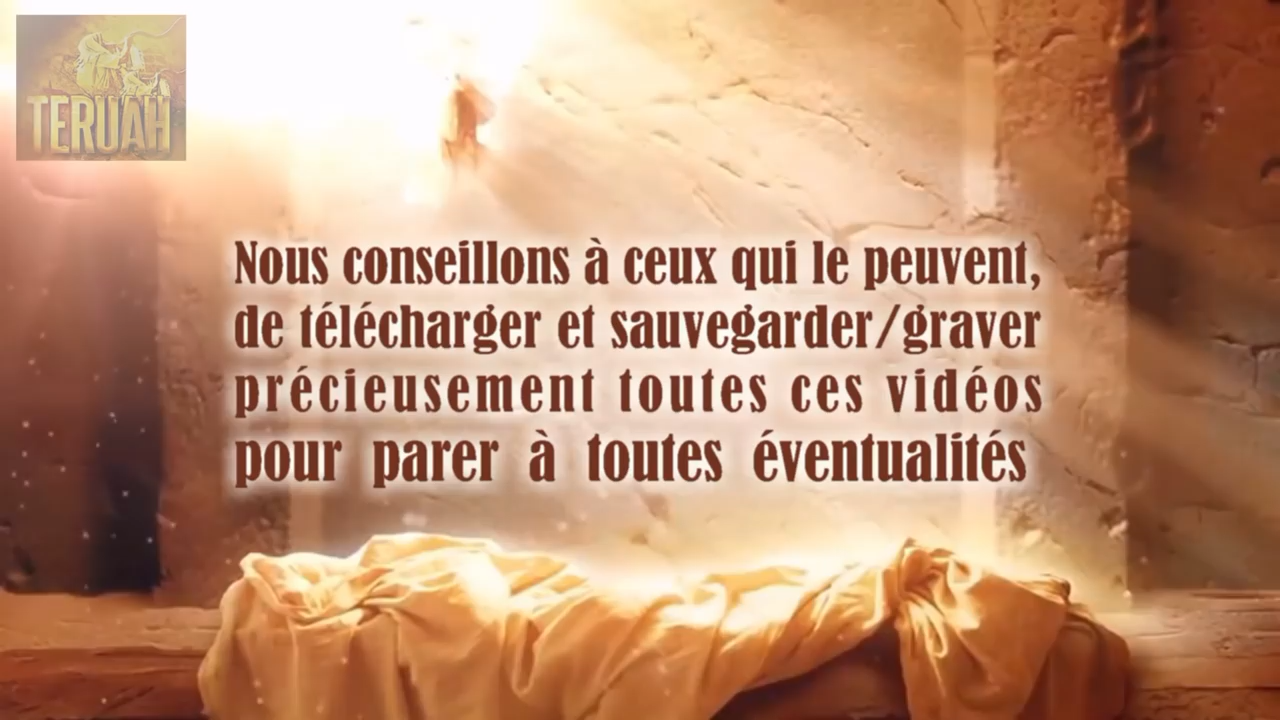 TERUAH
Nous conseillons à ceux qui le peuvent,
de télécharger et sauvegarder/graver
précieusement toutes ces vidéos
pour parer à toutes éventualités